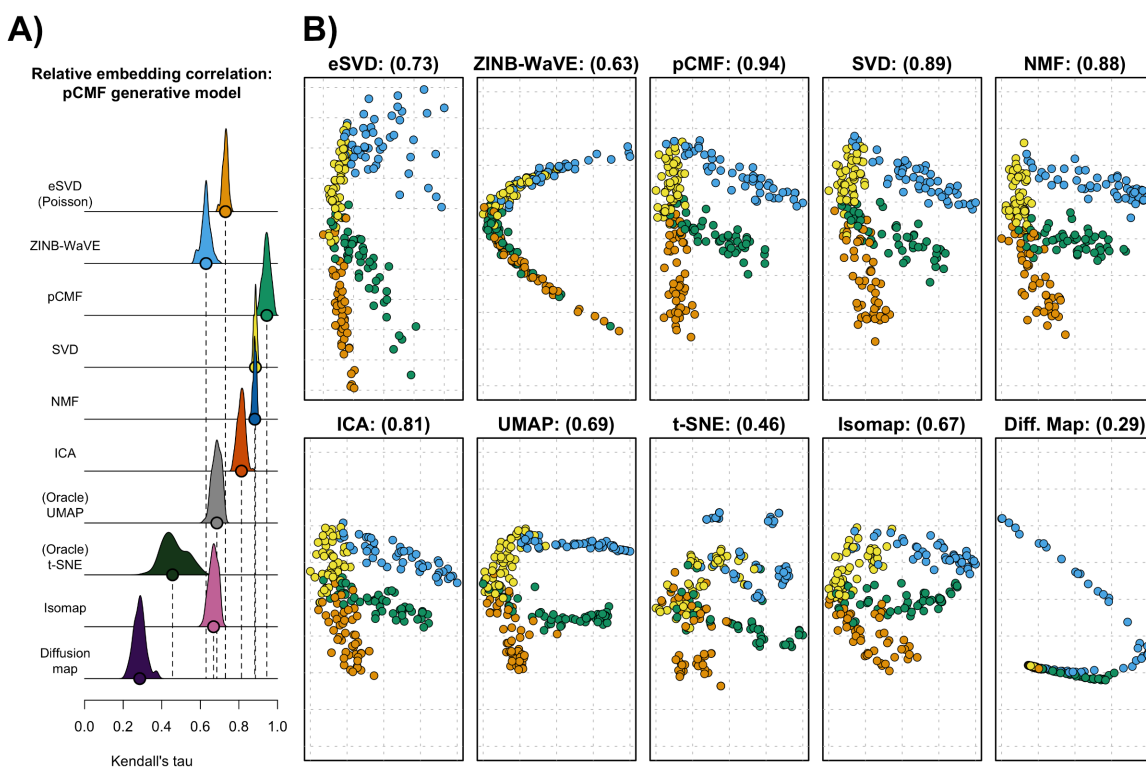 A)
Relative embedding correlation:
pCMF generative model
eSVD
(Poisson)
ZINB-WaVE
pCMF
SVD
NMF
ICA
(Oracle)
UMAP
(Oracle)
t-SNE
Isomap
Diffusion
map
0.0 0.2 0.4 0.6 0.8 1.0
Kendall's tau
B)
eSVD: (0.73) ZINB-WaVE: (0.63) pCMF: (0.94) SVD: (0.89) NMF: (0.88)
ICA: (0.81) UMAP: (0.69) t-SNE: (0.46) Isomap: (0.67) Diff. Map: (0.29)